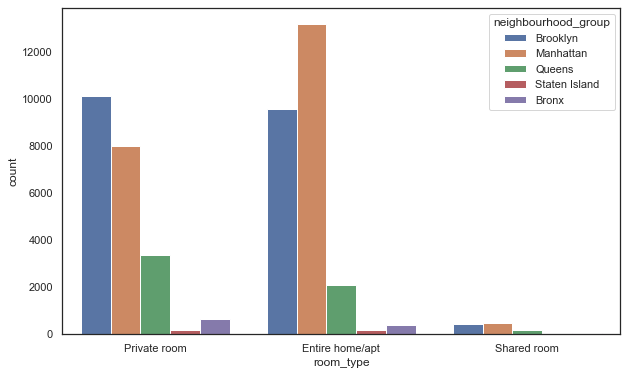 neighbourhood_group
Brooklyn
Manhattan
Queens
Staten Island
Bronx
12000
10000
8000
6000
4000
2000
0
count
Private room
Entire home/apt
Shared room
room_type